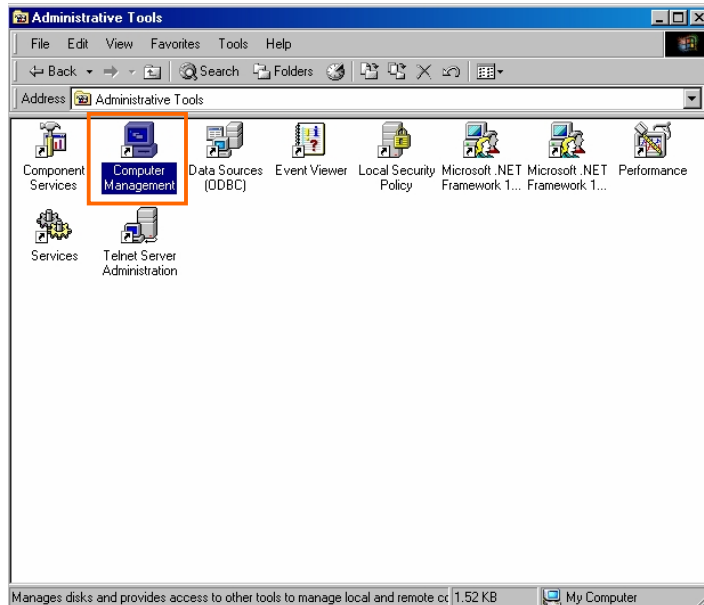 Administrative Tools
File Edit View Favorites Tools Help
Back Search Folders
Address Administrative Tools
Component Services
Computer Management
Data Sources (ODBC)
Event Viewer
Local Security Policy
Microsoft .NET Framework 1...
Microsoft .NET Framework 1...
Performance
Services
Telnet Server Administration
Manages disks and provides access to other tools to manage local and remote cc 1.52 KB My Computer